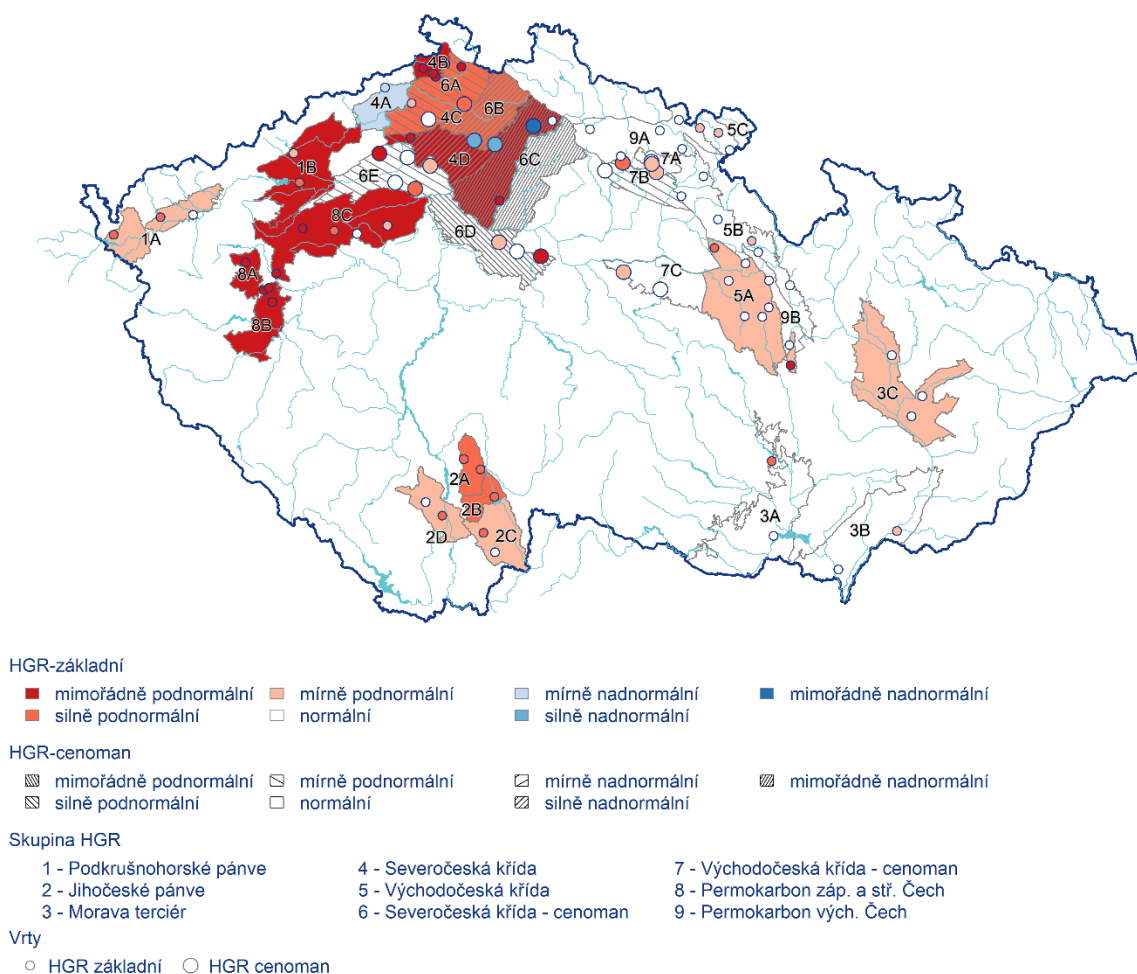 4B
6A
4A
6B
4C
5C
9A
1B
4D
6C
7A
6E
7B
8C
6D
5B
1A
8A
7C
5A
9B
8B
3C
2A
2B
3A
2D
2C
3B
HGR-základní
mimořádně podnormální mírně podnormální mírně nadnormální mimořádně nadnormální
silně podnormální normální silně nadnormální
HGR-cenoman
mimořádně podnormální mírně podnormální mírně nadnormální mimořádně nadnormální
silně podnormální normální silně nadnormální
Skupina HGR
1 - Podkrušnohorské pánve 4 - Severočeská křída 7 - Východočeská křída - cenoman
2 - Jihočeské pánve 5 - Východočeská křída 8 - Permokarbon záp. a stř. Čech
3 - Morava terciér 6 - Severočeská křída - cenoman 9 - Permokarbon vých. Čech
Vrty
HGR základní HGR cenoman